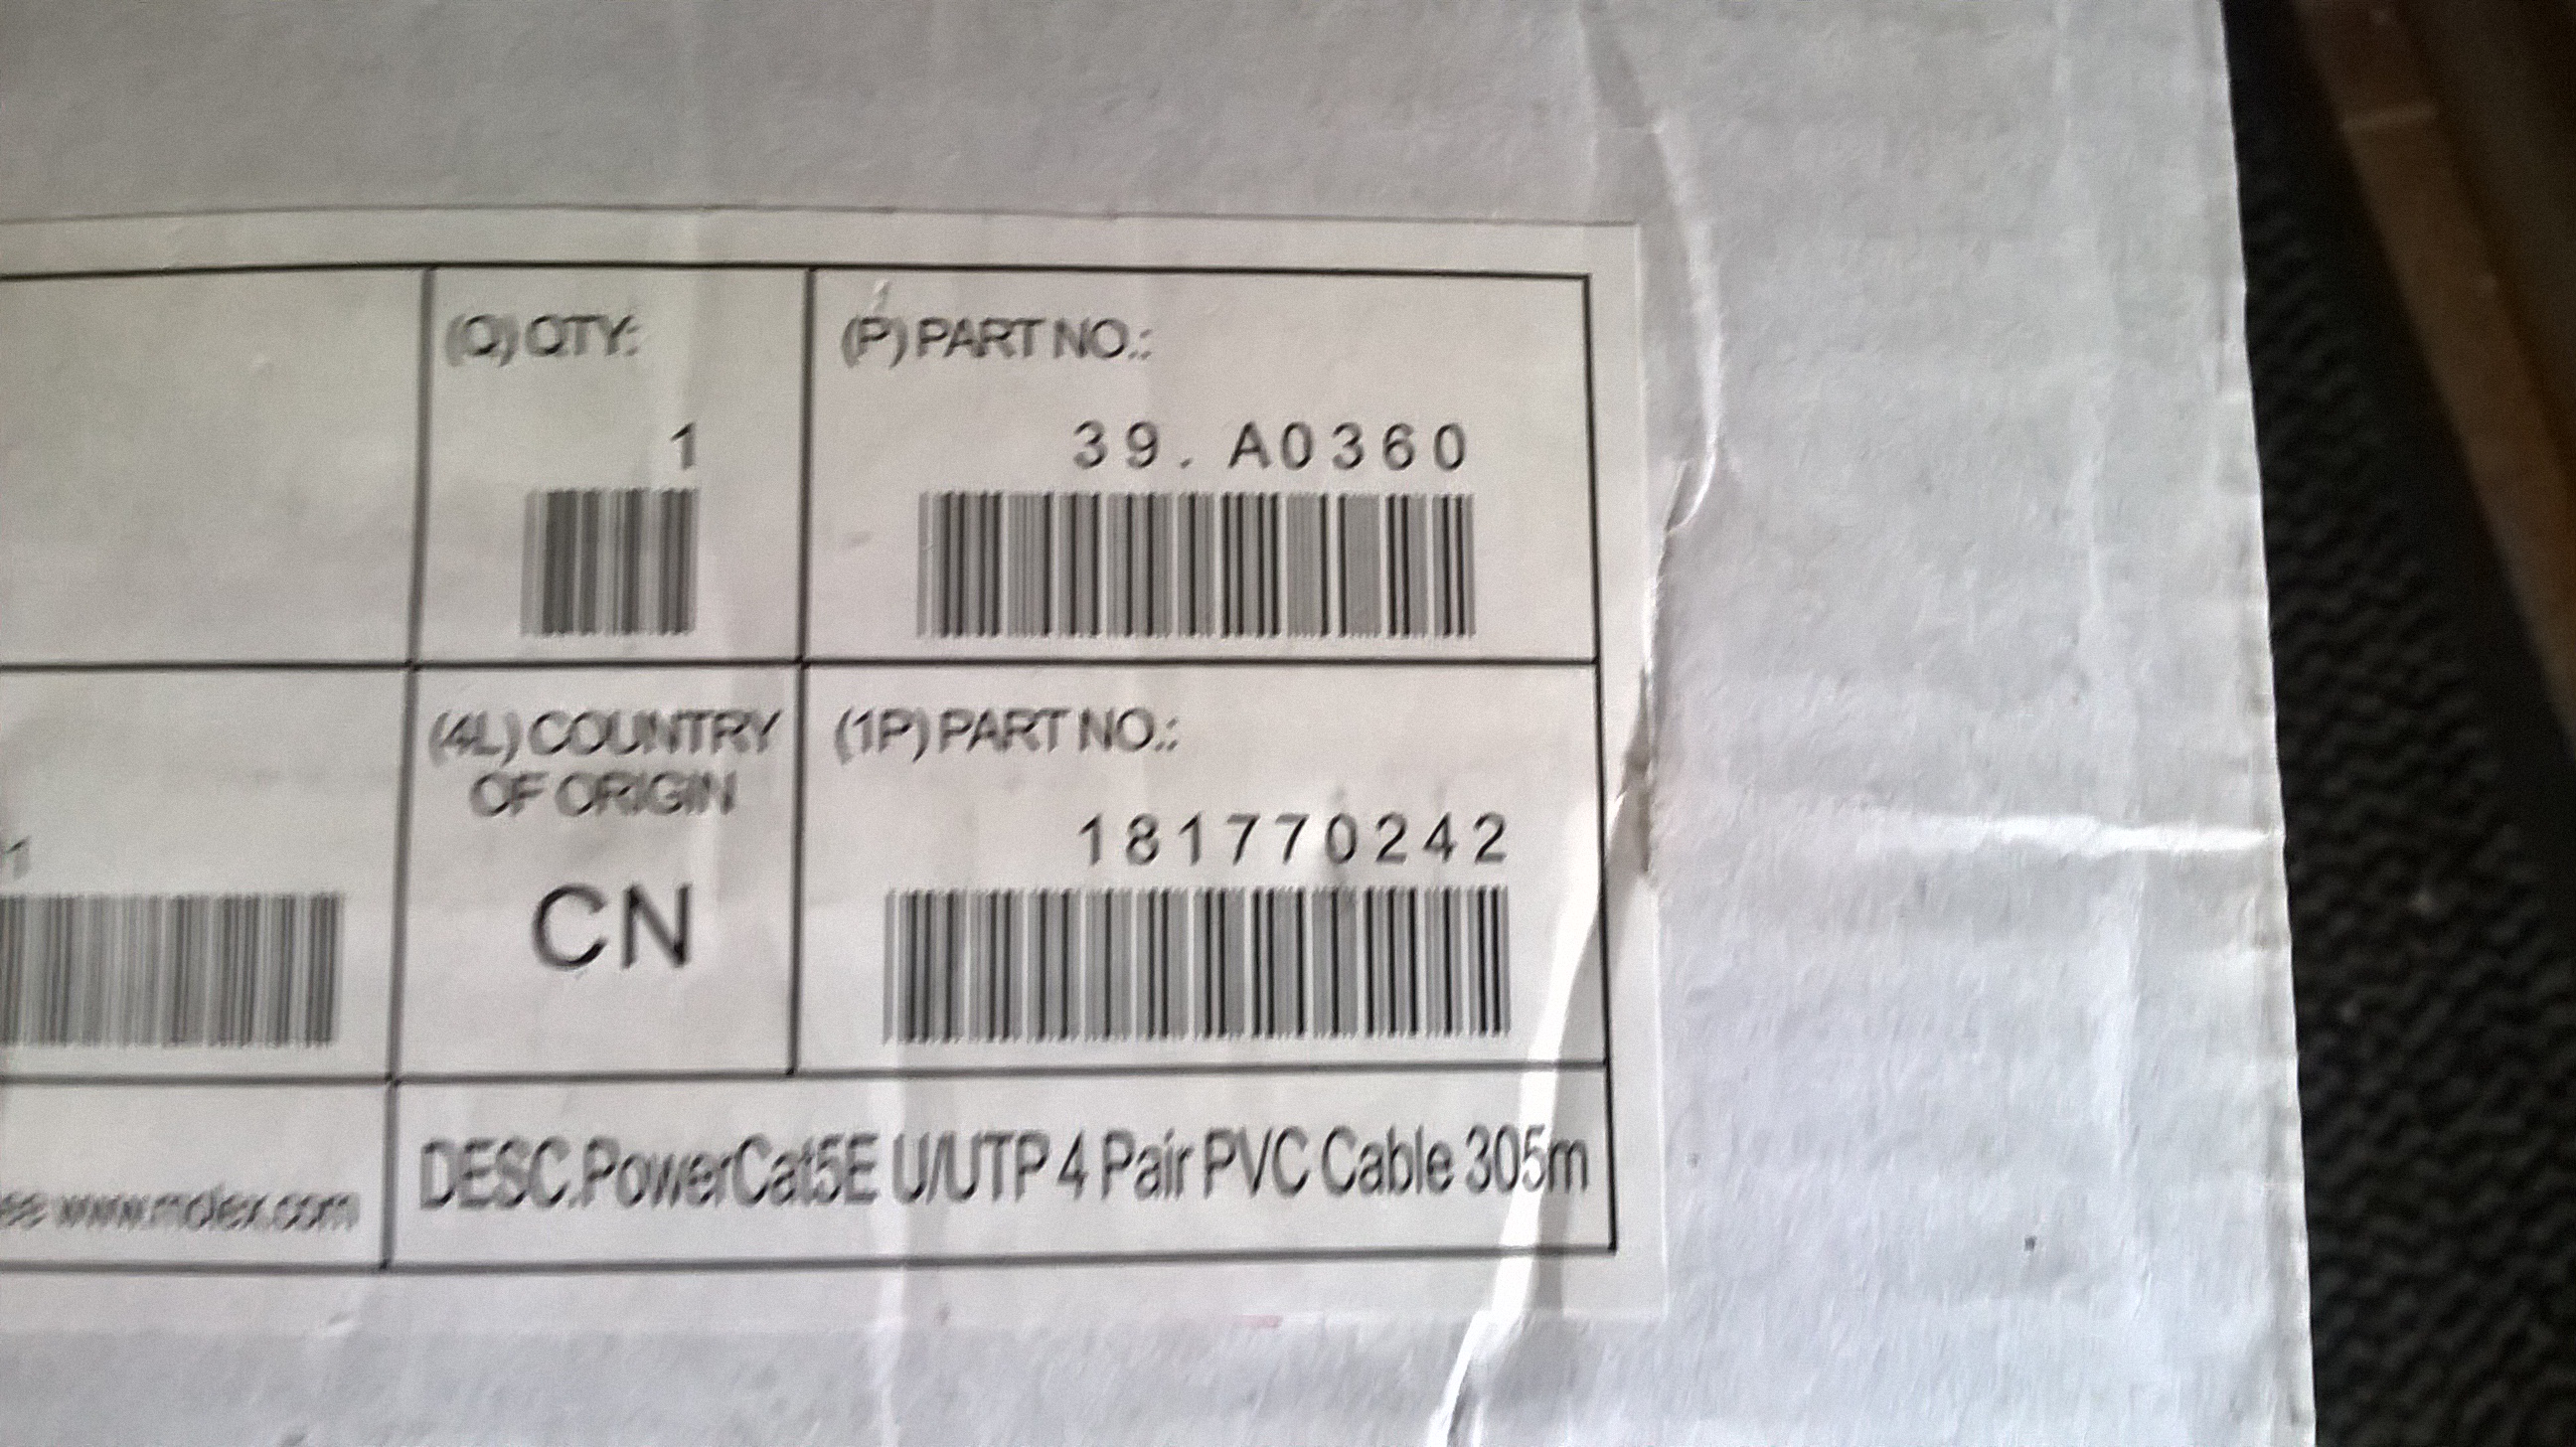 (Q) QTY:
1
(P) PART NO.:
39. A0360
(4L) COUNTRY
OF ORIGIN
CN
(1P) PART NO.:
181770242
1
www.molex.com
DESC.PowerCat5E U/UTP 4 Pair PVC Cable 305m